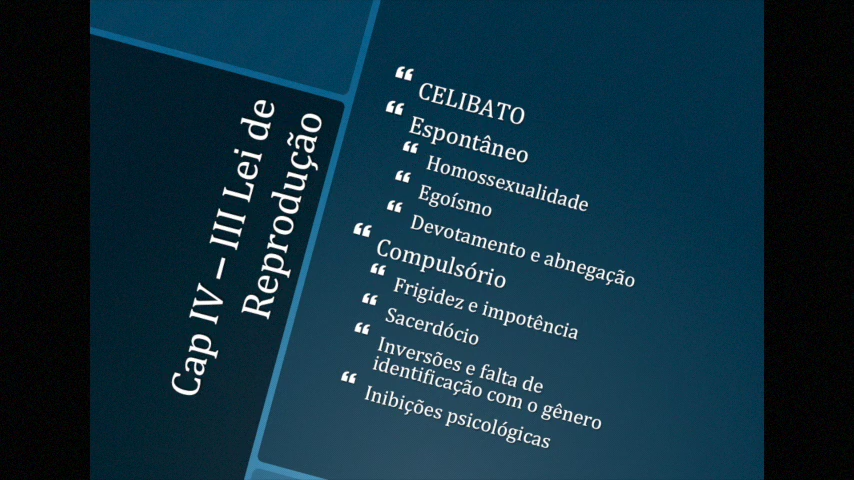 Cap IV – III Lei de
Reprodução
CELIBATO
Espontâneo
Homossexualidade
Egoísmo
Devotamento e abnegação
Compulsório
Frigidez e impotência
Sacerdócio
Inversões e falta de
identificação com o gênero
Inibições psicológicas